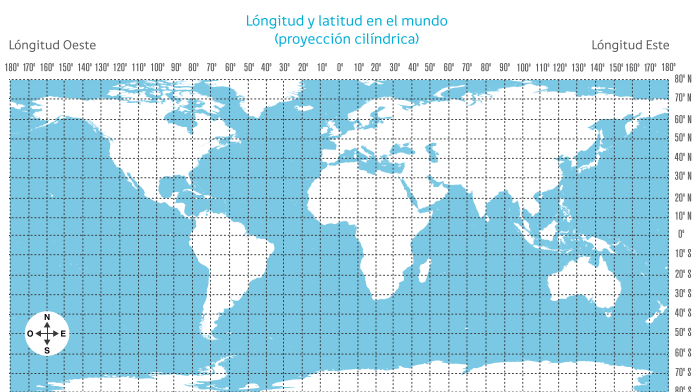 Lóngitud y latitud en el mundo
(proyección cilíndrica)
Lóngitud Oeste
Lóngitud Este
180° 170° 160° 150° 140° 130° 120° 110° 100° 90° 80° 70° 60° 50° 40° 30° 20° 10° 0° 10° 20° 30° 40° 50° 60° 70° 80° 90° 100° 110° 120° 130° 140° 150° 160° 170° 180°
80° N
70° N
60° N
50° N
40° N
30° N
20° N
10° N
0°
10° S
20° S
30° S
40° S
50° S
60° S
70° S
80° S
N
O E
S